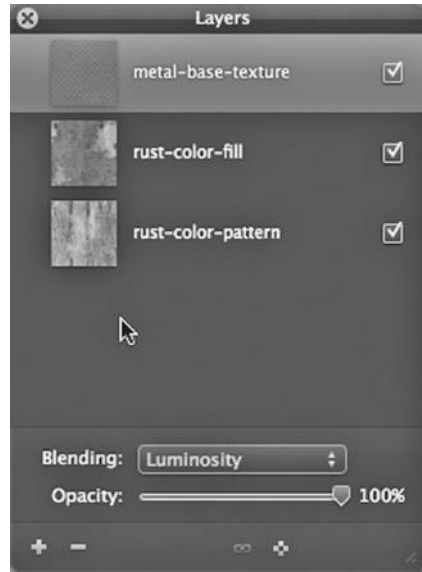 Layers
metal-base-texture
rust-color-fill
rust-color-pattern
Blending: Luminosity
Opacity: 100%